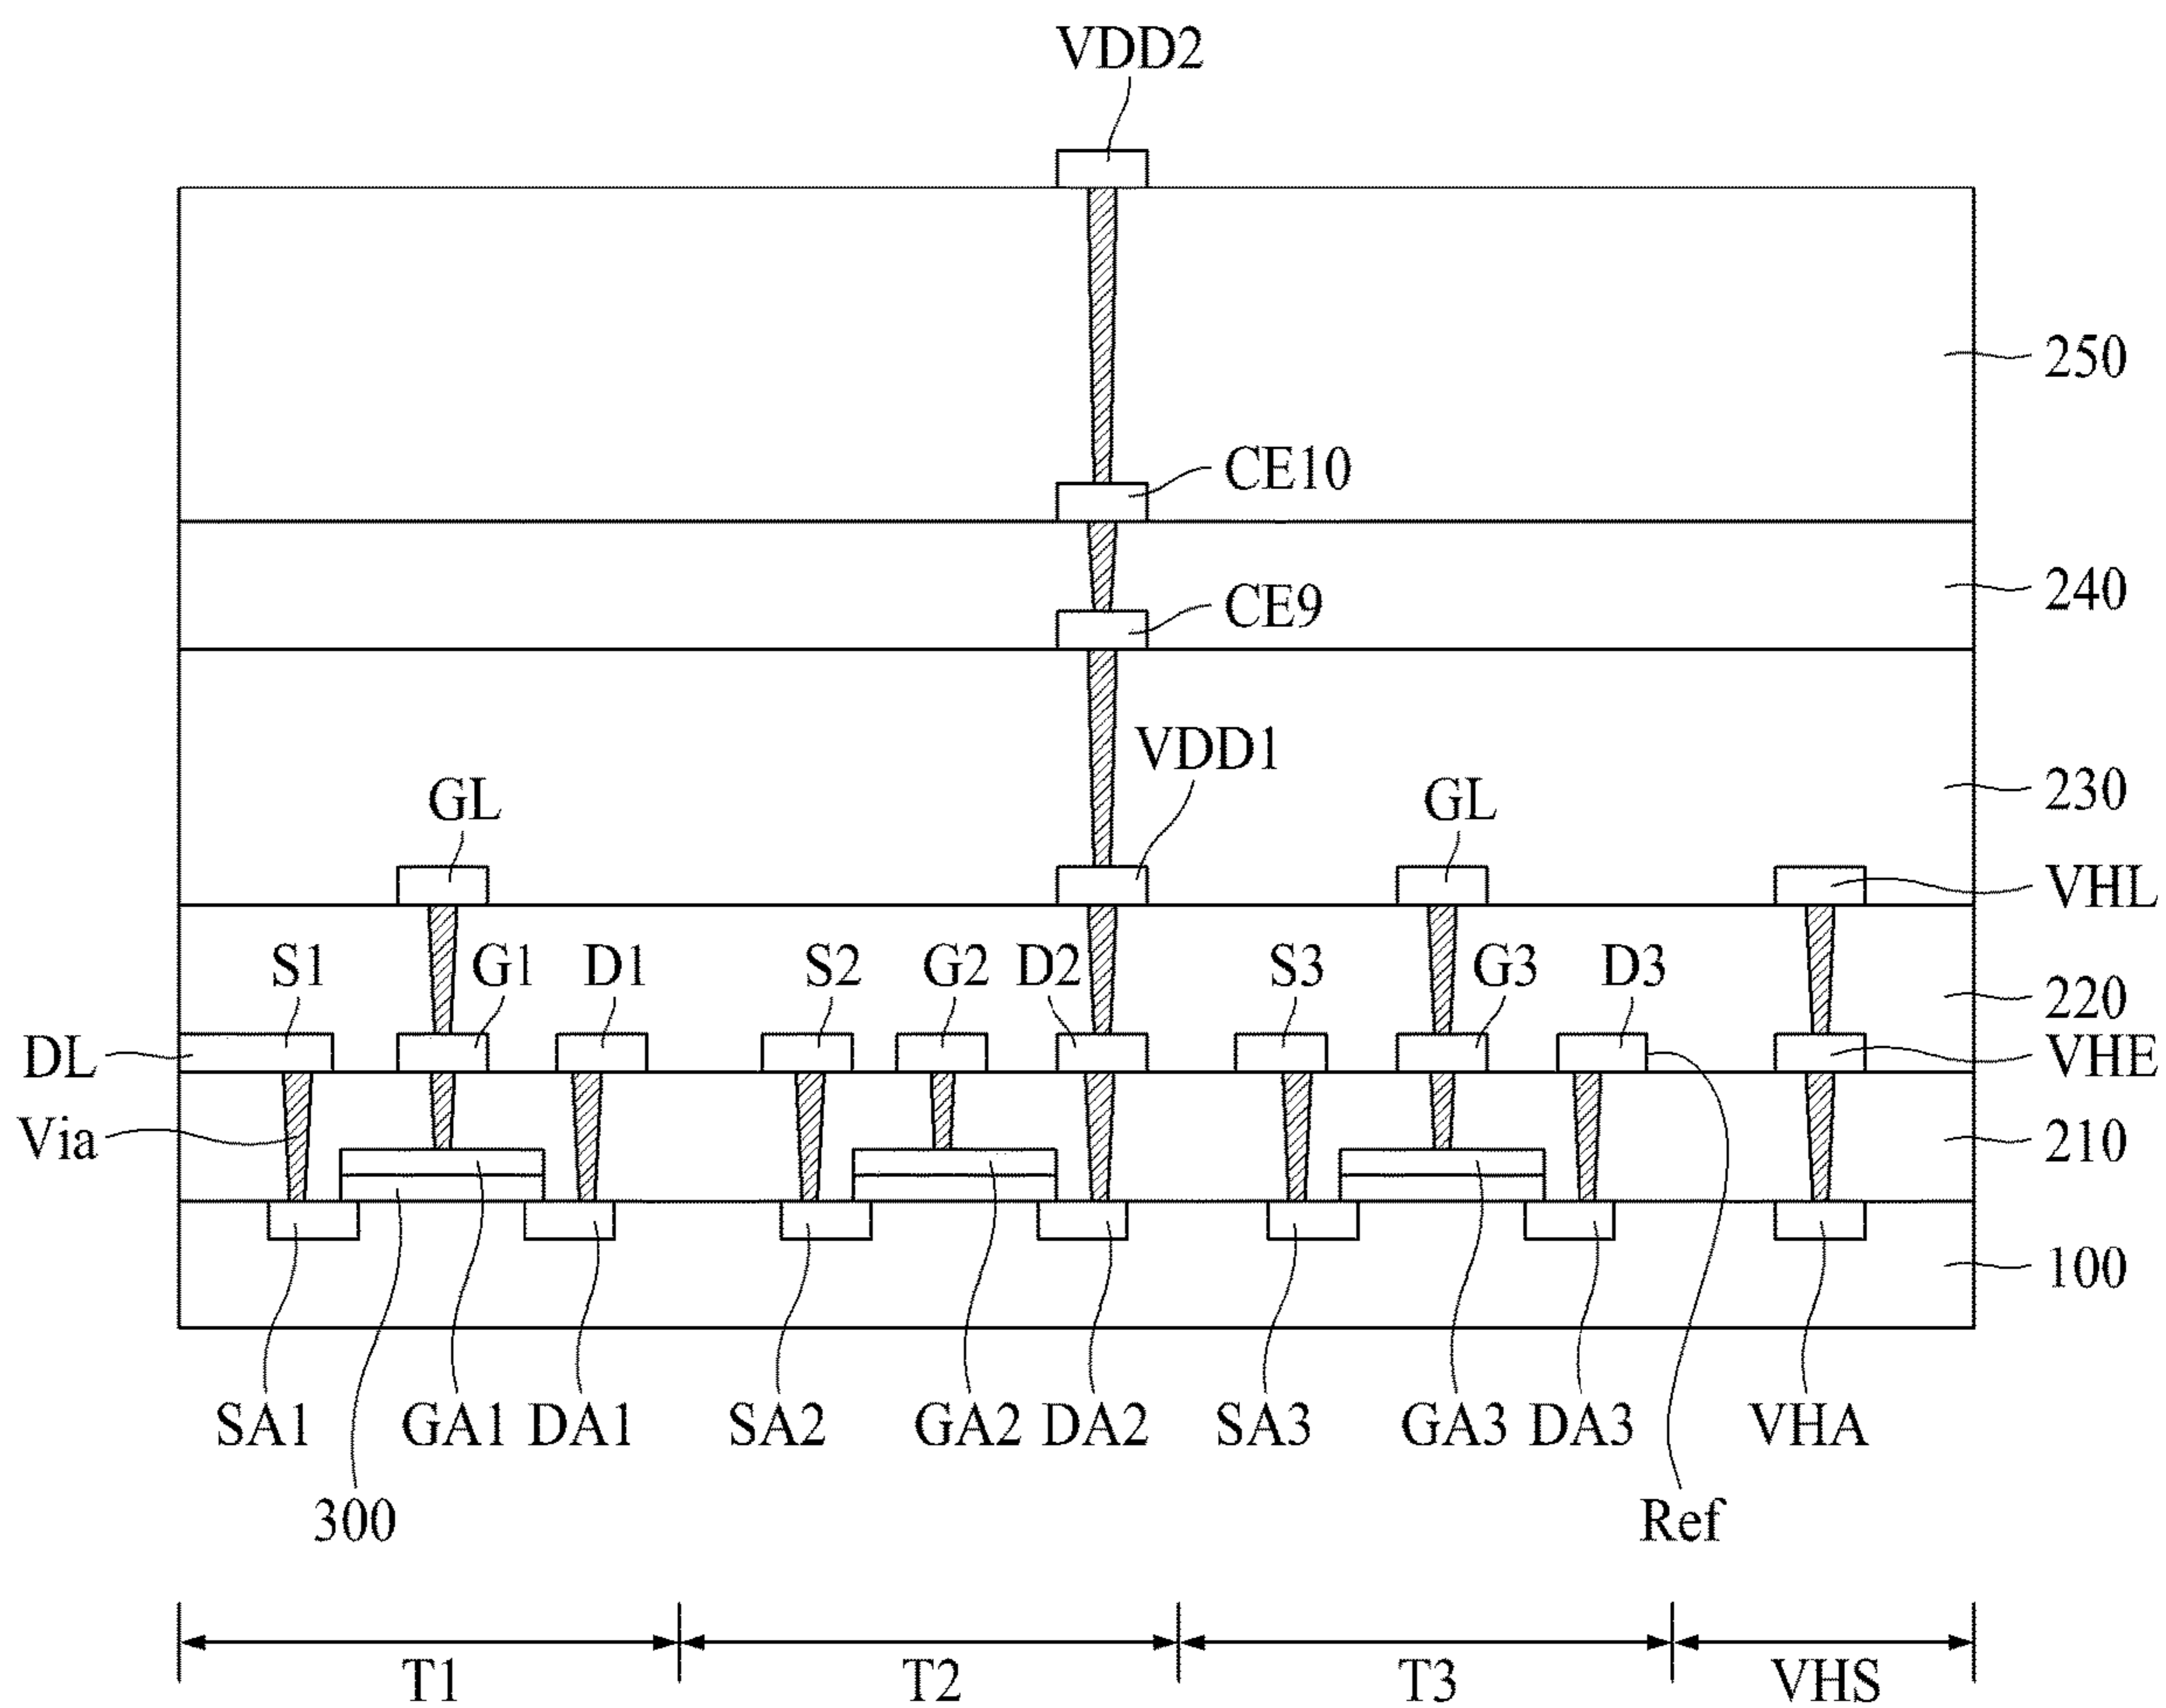 VDD2
250
CE10
240
CE9
VDD1
230
GL GL
VHL
S1 G1 D1 S2 G2 D2 S3 G3 D3
220
DL VHE
Via 210
100
SA1 GA1 DA1 SA2 GA2 DA2 SA3 GA3 DA3 VHA
300 Ref
T1 T2 T3 VHS